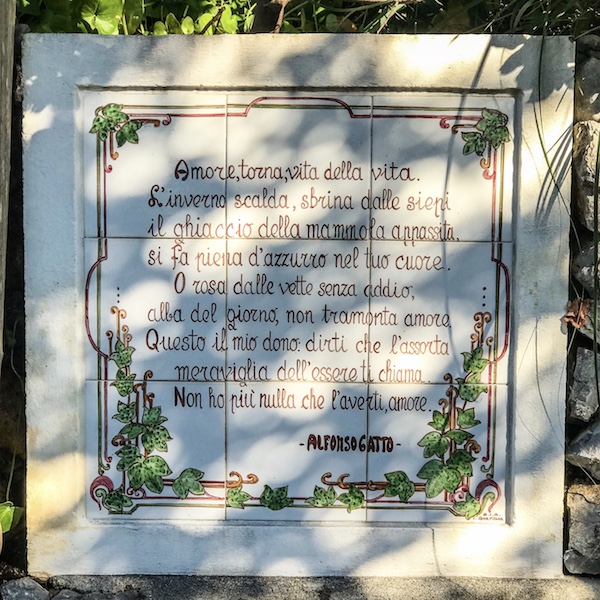 Amore, torna, vita della vita.
L'inverno scalda, sbrina dalle siepi
il ghiaccio della mammola appassita,
si fa piena d'azzurro nel tuo cuore.
O rosa dalle vette senza addio,
alba del giorno, non tramonta amore.
Questo il mio dono: dirti che l'assorta
meraviglia dell'essere ti chiama.
Non ho più nulla che l'averti, amore.
-ALFONSO GATTO-